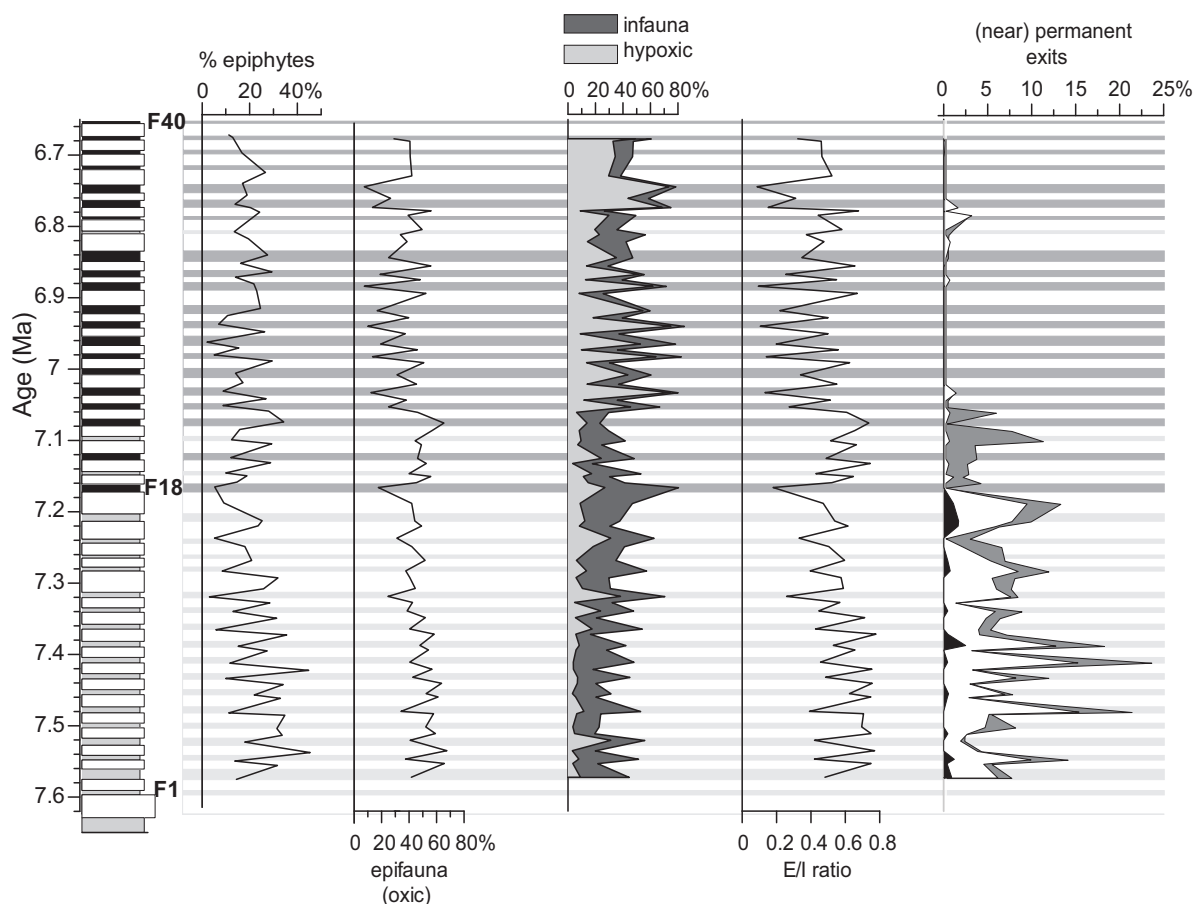 infauna
hypoxic
(near) permanent
exits
% epiphytes
0 20 40%
0 20 40 60 80%
0 5 10 15 20 25%
F40
6.7
6.8
6.9
7
7.1
F18
7.2
7.3
7.4
7.5
F1
7.6
Age (Ma)
0 20 40 60 80%
epifauna
(oxic)
0 0.2 0.4 0.6 0.8
E/I ratio